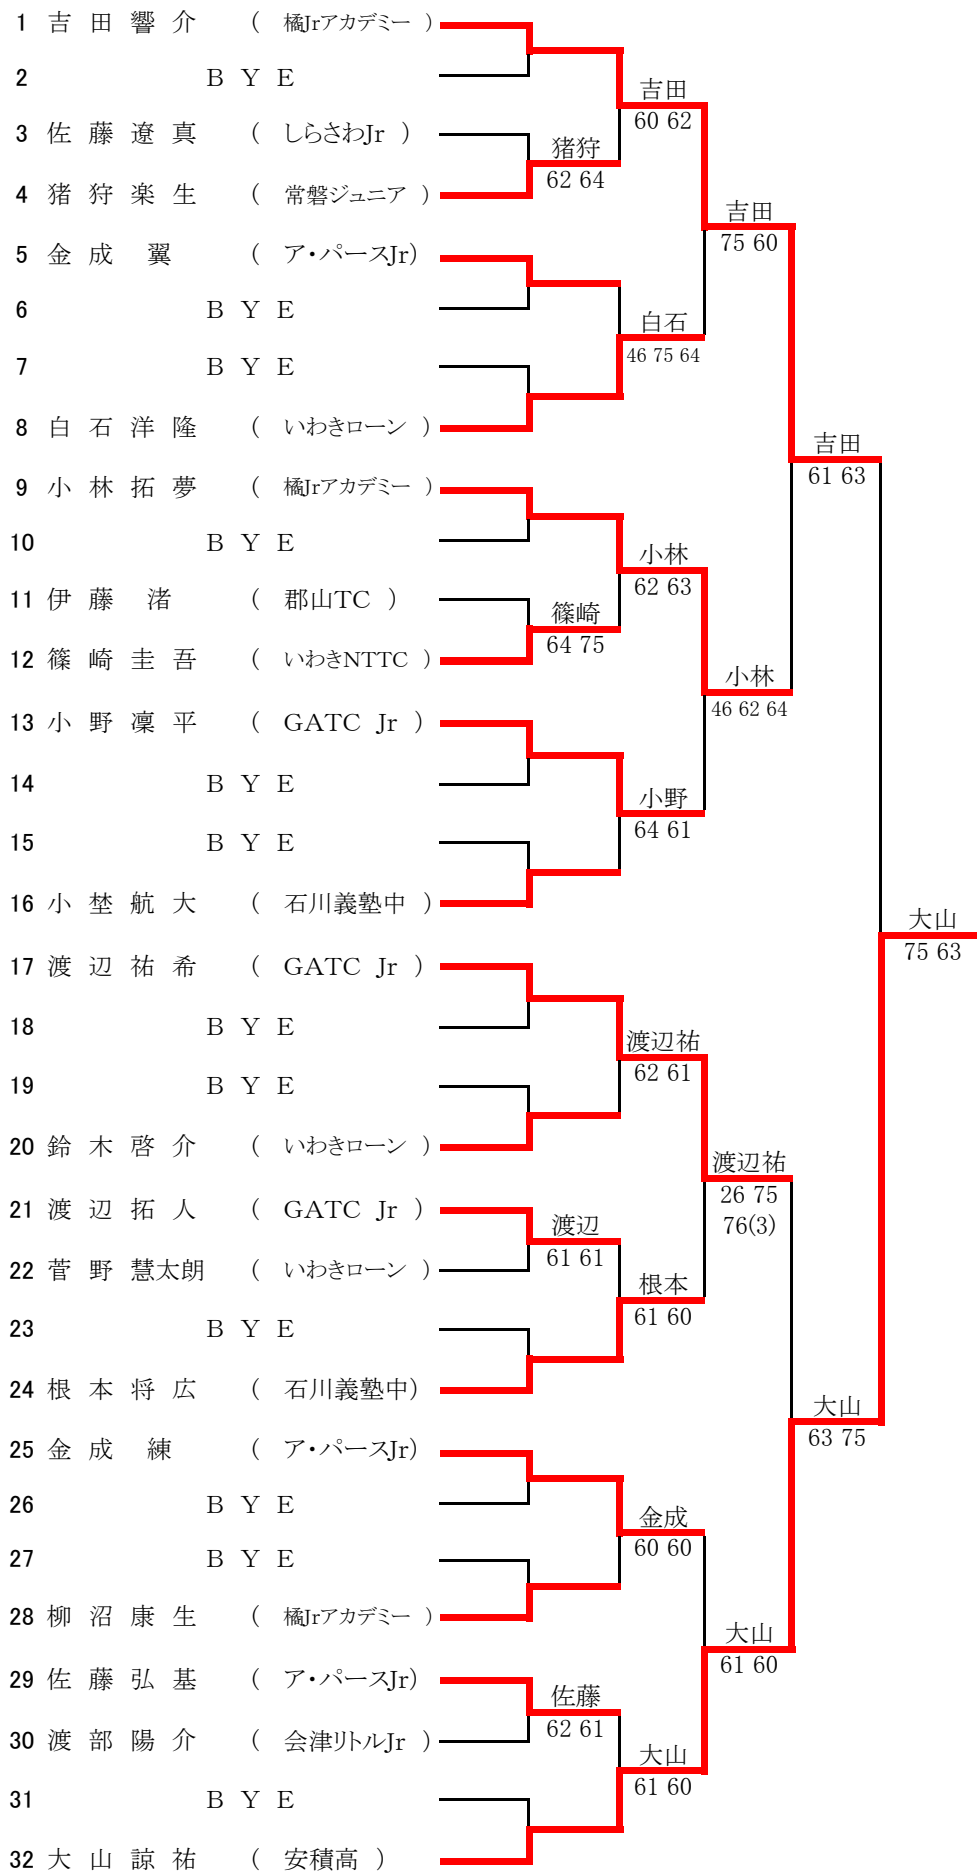 1 吉田響介 ( 橘Jrアカデミー )
2 BYE
吉田
60 62
3 佐藤遼真 ( しらさわJr )
猪狩
62 64
4 猪狩楽生 ( 常磐ジュニア )
吉田
75 60
5 金成 翼 ( ア・パースJr)
6 BYE
白石
46 75 64
7 BYE
8 白石洋隆 ( いわきローン )
吉田
61 63
9 小林拓夢 ( 橘Jrアカデミー )
10 BYE
小林
62 63
11 伊藤 渚 ( 郡山TC )
篠崎
64 75
12 篠崎圭吾 ( いわきNTTC )
小林
46 62 64
13 小野凜平 ( GATC Jr )
14 BYE
小野
64 61
15 BYE
16 小埜航大 ( 石川義塾中 )
大山
75 63
17 渡辺祐希 ( GATC Jr )
18 BYE
渡辺祐
62 61
19 BYE
20 鈴木啓介 ( いわきローン )
渡辺祐
26 75
76(3)
21 渡辺拓人 ( GATC Jr )
渡辺
61 61
22 菅野慧太朗 ( いわきローン )
根本
61 60
23 BYE
24 根本将広 ( 石川義塾中)
大山
63 75
25 金成 練 ( ア・パースJr)
26 BYE
金成
60 60
27 BYE
28 柳沼康生 ( 橘Jrアカデミー )
大山
61 60
29 佐藤弘基 ( ア・パースJr)
佐藤
62 61
30 渡部陽介 ( 会津リトルJr )
大山
61 60
31 BYE
32 大山諒祐 ( 安積高 )